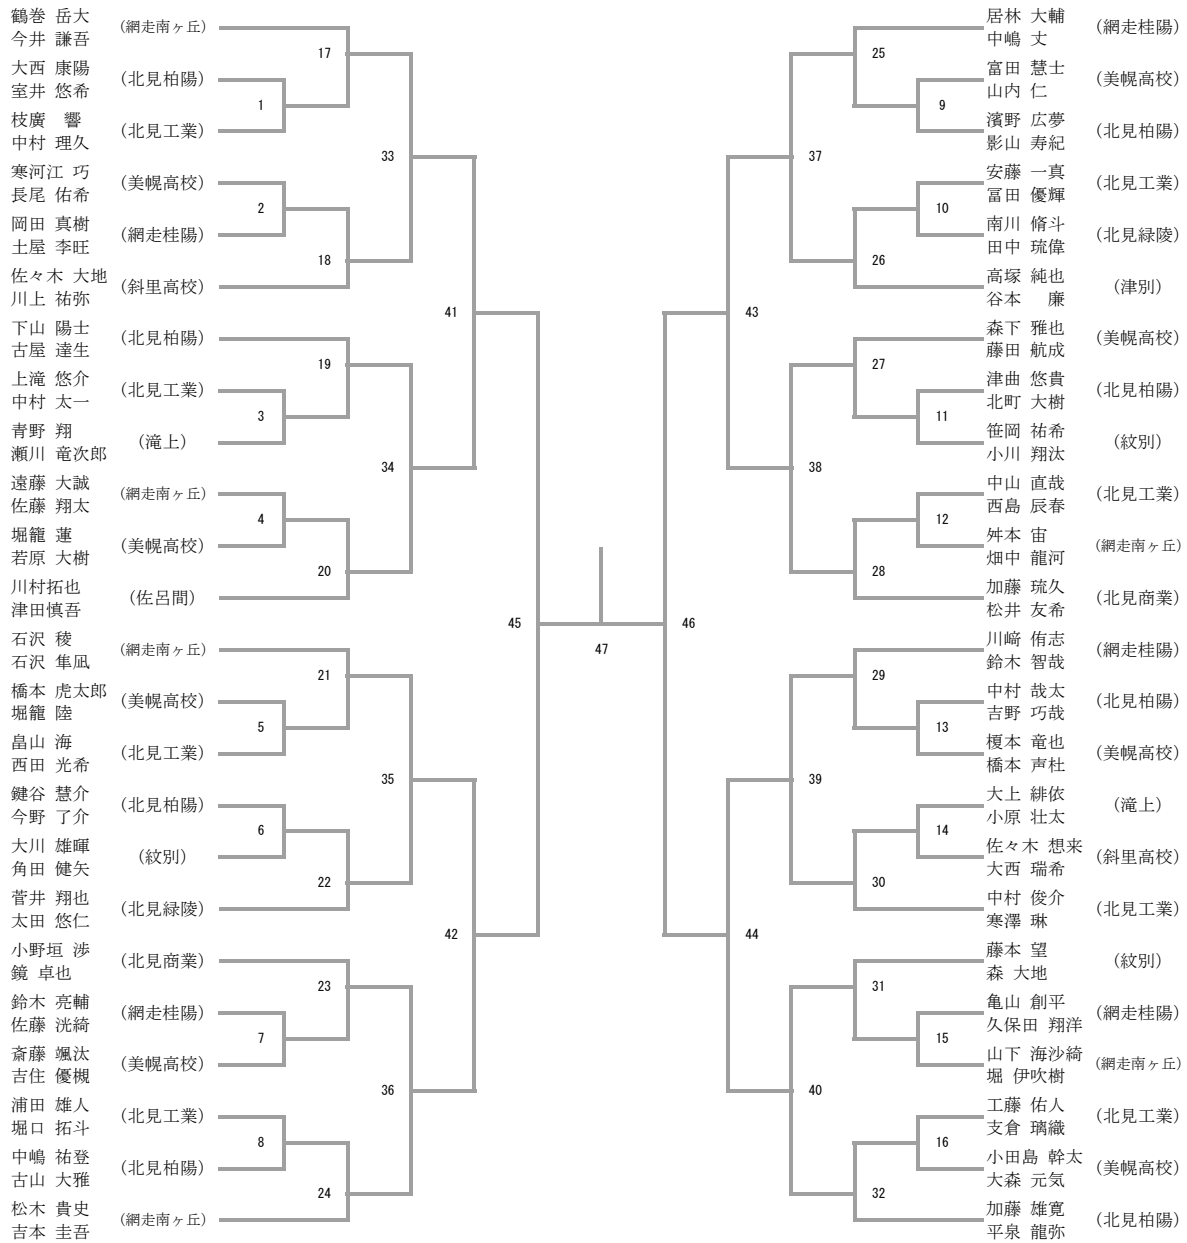 鶴巻 岳大
今井 謙吾
(網走南ヶ丘)
大西 康陽
室井 悠希
(北見柏陽)
枝廣 響
中村 理久
(北見工業)
寒河江 巧
長尾 佑希
(美幌高校)
岡田 真樹
土屋 李旺
(網走桂陽)
佐々木 大地
川上 祐弥
(斜里高校)
下山 陽士
古屋 達生
(北見柏陽)
上滝 悠介
中村 太一
(北見工業)
青野 翔
瀬川 竜次郎
(滝上)
遠藤 大誠
佐藤 翔太
(網走南ヶ丘)
堀籠 蓮
若原 大樹
(美幌高校)
川村拓也
津田慎吾
(佐呂間)
石沢 稜
石沢 隼凪
(網走南ヶ丘)
橋本 虎太郎
堀籠 陸
(美幌高校)
畠山 海
西田 光希
(北見工業)
鍵谷 慧介
今野 了介
(北見柏陽)
大川 雄暉
角田 健矢
(紋別)
菅井 翔也
太田 悠仁
(北見緑陵)
小野垣 渉
鏡 卓也
(北見商業)
鈴木 亮輔
佐藤 洸綺
(網走桂陽)
斎藤 颯汰
吉住 優槻
(美幌高校)
浦田 雄人
堀口 拓斗
(北見工業)
中嶋 祐登
古山 大雅
(北見柏陽)
松木 貴史
吉本 圭吾
(網走南ヶ丘)
1
2
3
4
5
6
7
8
17
18
19
20
21
22
23
24
33
34
35
36
41
42
45
47
46
43
44
37
38
39
40
25
26
27
28
29
30
31
32
9
10
11
12
13
14
15
16
居林 大輔
中嶋 丈
(網走桂陽)
富田 慧士
山内 仁
(美幌高校)
濱野 広夢
影山 寿紀
(北見柏陽)
安藤 一真
冨田 優輝
(北見工業)
南川 脩斗
田中 琉偉
(北見緑陵)
高塚 純也
谷本 廉
(津別)
森下 雅也
藤田 航成
(美幌高校)
津曲 悠貴
北町 大樹
(北見柏陽)
笹岡 祐希
小川 翔汰
(紋別)
中山 直哉
西島 辰春
(北見工業)
舛本 宙
畑中 龍河
(網走南ヶ丘)
加藤 琉久
松井 友希
(北見商業)
川﨑 侑志
鈴木 智哉
(網走桂陽)
中村 哉太
吉野 巧哉
(北見柏陽)
榎本 竜也
橋本 声杜
(美幌高校)
大上 緋依
小原 壮太
(滝上)
佐々木 想来
大西 瑞希
(斜里高校)
中村 俊介
寒澤 琳
(北見工業)
藤本 望
森 大地
(紋別)
亀山 創平
久保田 翔洋
(網走桂陽)
山下 海沙綺
堀 伊吹樹
(網走南ヶ丘)
工藤 佑人
支倉 璃織
(北見工業)
小田島 幹太
大森 元気
(美幌高校)
加藤 雄寛
平泉 龍弥
(北見柏陽)